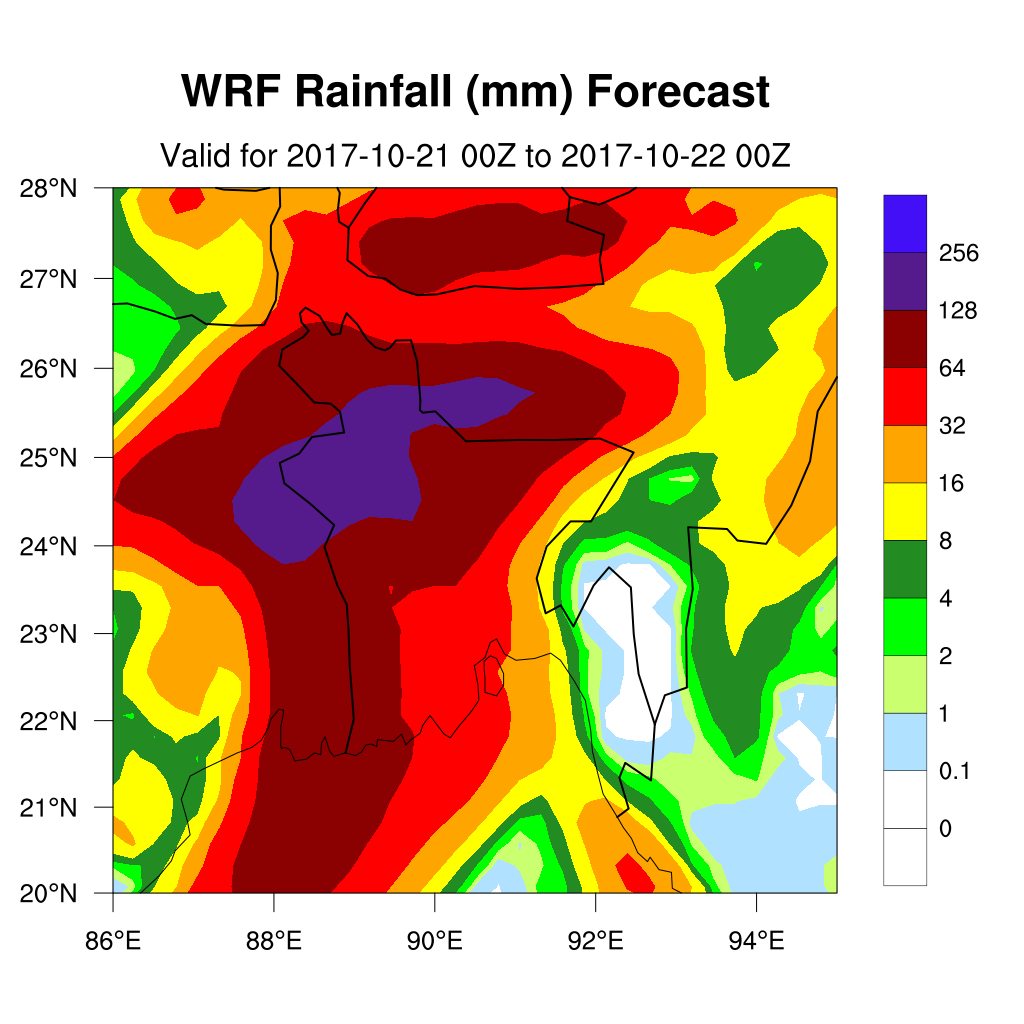 WRF Rainfall (mm) Forecast
Valid for 2017-10-21 00Z to 2017-10-22 00Z
28°N
27°N
26°N
25°N
24°N
23°N
22°N
21°N
20°N
86°E 88°E 90°E 92°E 94°E
256
128
64
32
16
8
4
2
1
0.1
0